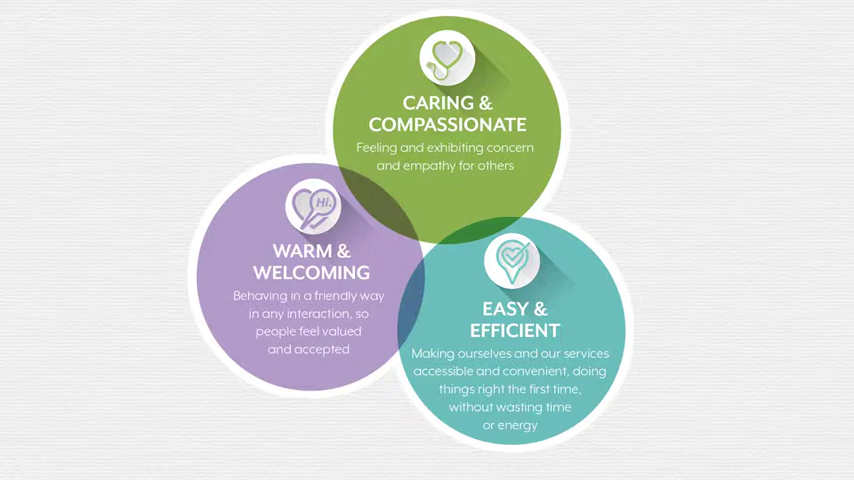 CARING &
COMPASSIONATE
Feeling and exhibiting concern
and empathy for others
Hi.
WARM &
WELCOMING
Behaving in a friendly way
in any interaction, so
people feel valued
and accepted
EASY &
EFFICIENT
Making ourselves and our services
accessible and convenient, doing
things right the first time,
without wasting time
or energy